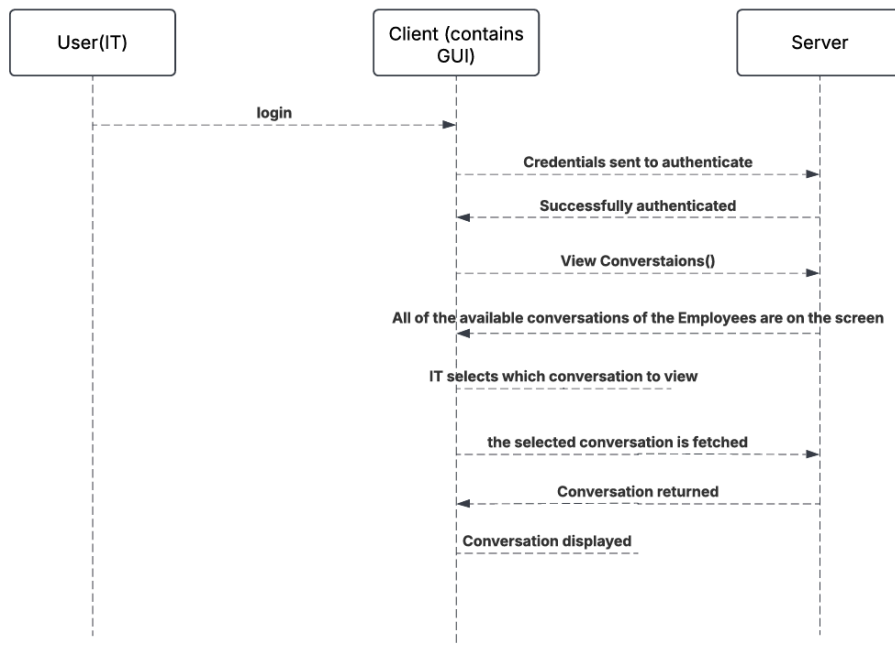 User(IT)
Client (contains
GUI)
Server
login
Credentials sent to authenticate
Successfully authenticated
View Converstaions()
All of the available conversations of the Employees are on the screen
IT selects which conversation to view
the selected conversation is fetched
Conversation returned
Conversation displayed